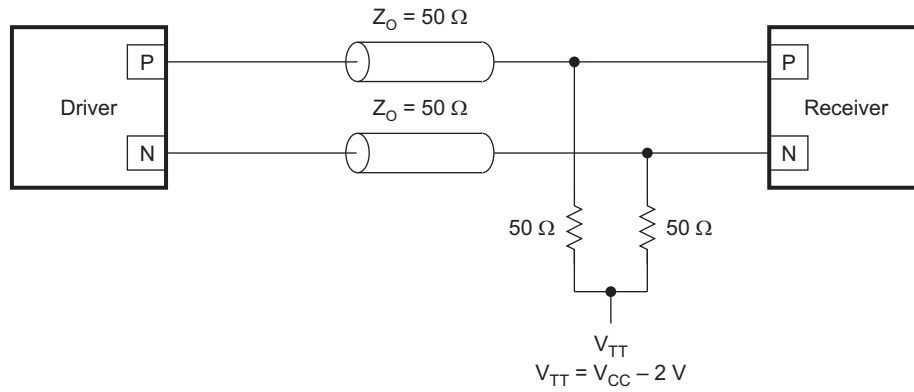 Z_O = 50 Ω
P
P
Driver
Z_O = 50 Ω
Receiver
N
N
50 Ω
50 Ω
V_TT
V_TT = V_CC – 2 V